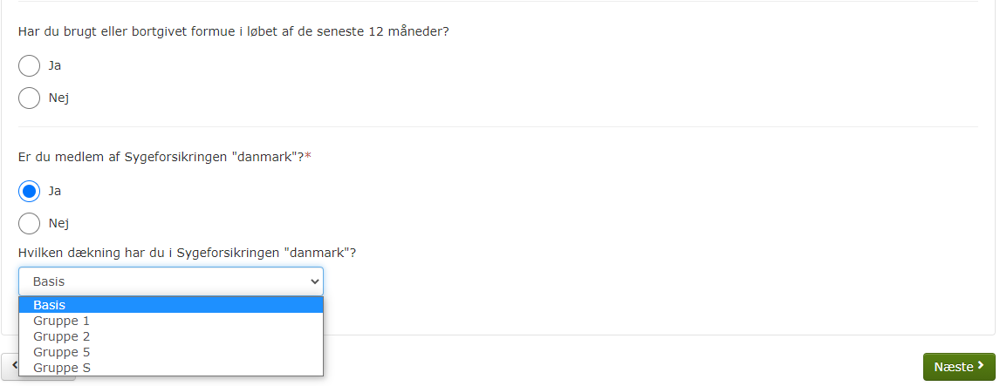 Har du brugt eller bortgivet formue i løbet af de seneste 12 måneder?
Ja
Nej
Er du medlem af Sygeforsikringen "danmark"?*
Ja
Nej
Hvilken dækning har du i Sygeforsikringen "danmark"?
Basis
Basis
Gruppe 1
Gruppe 2
Gruppe 5
Gruppe S
Næste